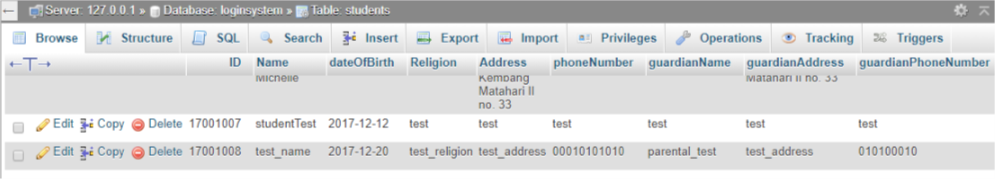 Server: 127.0.0.1 » Database: loginsystem » Table: students
Browse Structure SQL Search Insert Export Import Privileges Operations Tracking Triggers
←T→ ID Name dateOfBirth Religion Address phoneNumber guardianName guardianAddress guardianPhoneNumber
Michelle Kembang Matahari II no. 33
Matahari II
no. 33
Edit Copy Delete 17001007 studentTest 2017-12-12 test test test test test test
Edit Copy Delete 17001008 test_name 2017-12-20 test_religion test_address 00010101010 parental_test test_address 010100010